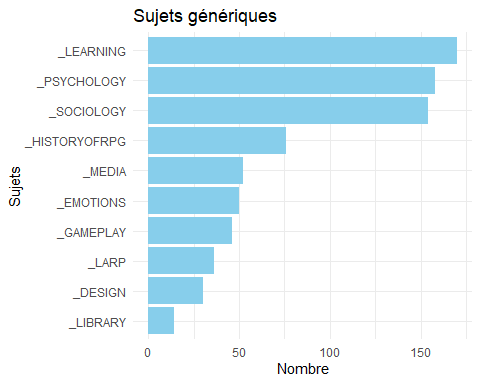 Sujets génériques
_LEARNING
_PSYCHOLOGY
_SOCIOLOGY
_HISTORYOFRPG
_MEDIA
_EMOTIONS
_GAMEPLAY
_LARP
_DESIGN
_LIBRARY
Sujets
0 50 100 150
Nombre